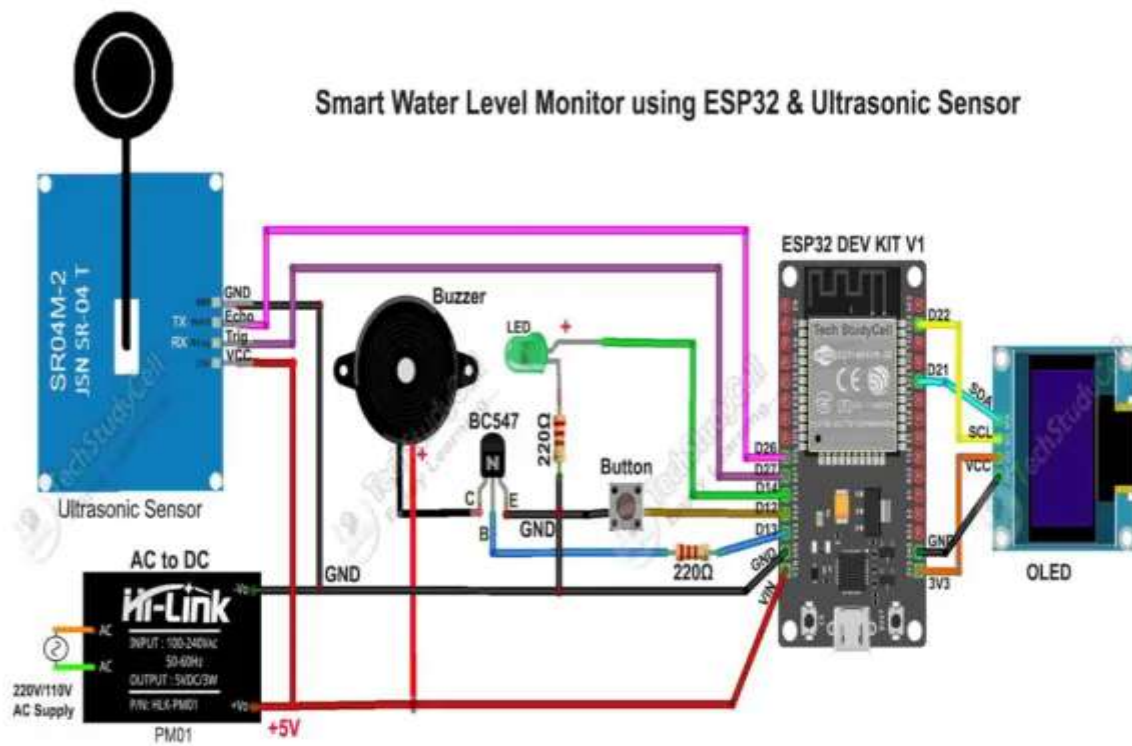 Smart Water Level Monitor using ESP32 & Ultrasonic Sensor
SR04M-2
JSN SR-04 T
GND
TX
Echo
RX
Trig
VCC
Ultrasonic Sensor
Buzzer
+
LED
+
220Ω
BC547
N
C
E
B
GND
Button
220Ω
ESP32 DEV KIT V1
Tech StudyCell
CE
D22
D21
D26
D27
D14
D12
D13
GND
VIN
GND
3V3
SDA
SCL
VCC
OLED
AC to DC
Hi-Link
INPUT : 100-240VAC
50-60Hz
OUTPUT : 5VDC/3W
P/N: HLK-PM01
AC
AC
-Vo
+Vo
GND
+5V
220V/110V
AC Supply
PM01
TechStudyCell
TechStudyCell